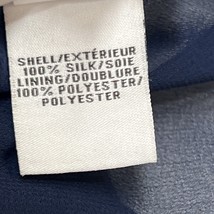 SHELL/EXTÉRIEUR
100% SILK/SOIE
LINING/DOUBLURE
100% POLYESTER/
POLYESTER